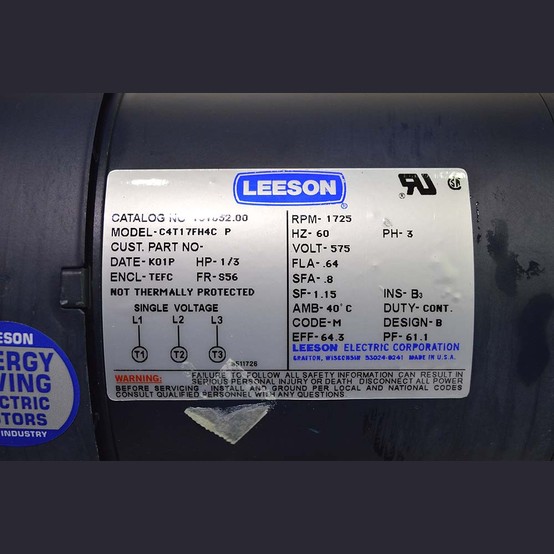 LEESON
CATALOG NO
MODEL- C4T17FH4C P
CUST. PART NO-
DATE- K01P HP- 1/3
ENCL- TEFC FR- S56
NOT THERMALLY PROTECTED
SINGLE VOLTAGE
L1 L2 L3
T1 T2 T3
RPM- 1725
HZ- 60 PH- 3
VOLT- 575
FLA- .64
SFA- .8
SF- 1.15 INS- B3
AMB- 40°C DUTY- CONT.
CODE- M DESIGN- B
EFF- 64.3 PF- 61.1
LEESON ELECTRIC CORPORATION
GRAFTON, WISCONSIN 53024-0241 MADE IN U.S.A.
WARNING: FAILURE TO FOLLOW ALL SAFETY INFORMATION CAN RESULT IN
SERIOUS PERSONAL INJURY OR DEATH DISCONNECT ALL POWER
BEFORE SERVICING INSTALL AND GROUND PER LOCAL AND NATIONAL CODES
CONSULT QUALIFIED PERSONNEL WITH ANY QUESTIONS
ESON
ERGY
VING
CTRIC
TORS
INDUSTRY